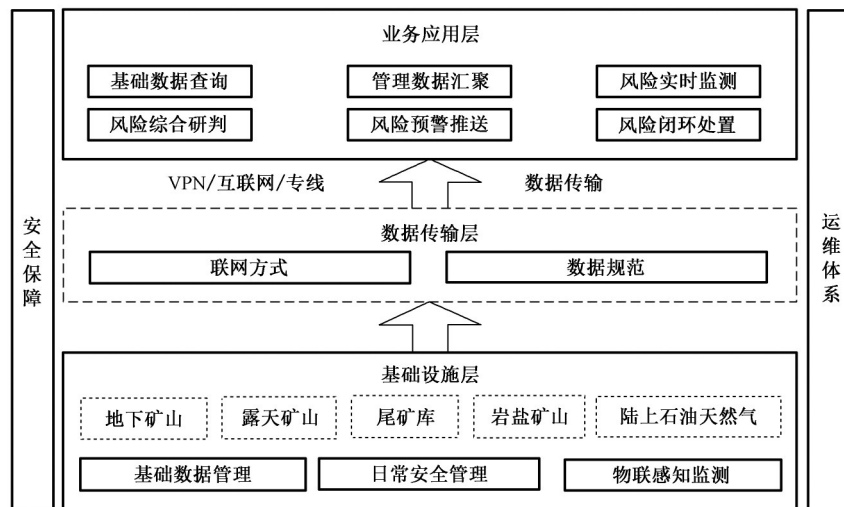 业务应用层
基础数据查询 管理数据汇聚 风险实时监测
风险综合研判 风险预警推送 风险闭环处置
VPN/互联网/专线 数据传输
安全保障
数据传输层
联网方式 数据规范
运维体系
基础设施层
地下矿山 露天矿山 尾矿库 岩盐矿山 陆上石油天然气
基础数据管理 日常安全管理 物联感知监测